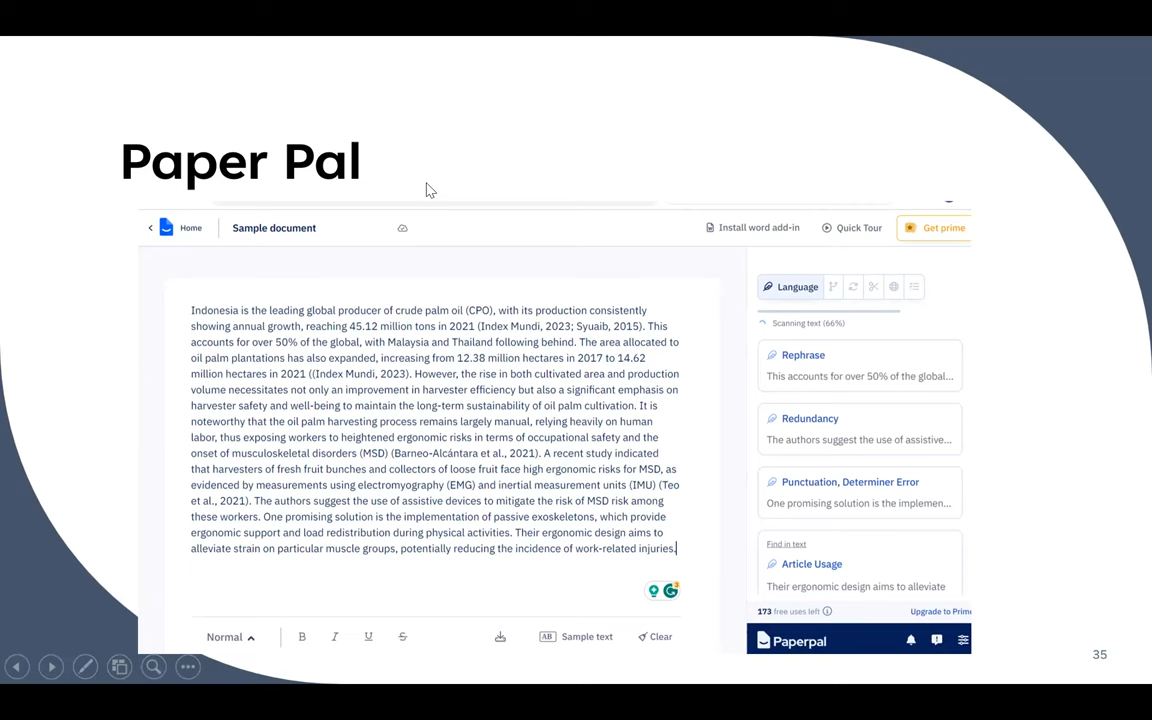 Paper Pal
Home
Sample document
Install word add-in
Quick Tour
Get prime
Indonesia is the leading global producer of crude palm oil (CPO), with its production consistently
showing annual growth, reaching 45.12 million tons in 2021 (Index Mundi, 2023; Syuaib, 2015). This
accounts for over 50% of the global, with Malaysia and Thailand following behind. The area allocated to
oil palm plantations has also expanded, increasing from 12.38 million hectares in 2017 to 14.62
million hectares in 2021 ((Index Mundi, 2023). However, the rise in both cultivated area and production
volume necessitates not only an improvement in harvester efficiency but also a significant emphasis on
harvester safety and well-being to maintain the long-term sustainability of oil palm cultivation. It is
noteworthy that the oil palm harvesting process remains largely manual, relying heavily on human
labor, thus exposing workers to heightened ergonomic risks in terms of occupational safety and the
onset of musculoskeletal disorders (MSD) (Barneo-Alcántara et al., 2021). A recent study indicated
that harvesters of fresh fruit bunches and collectors of loose fruit face high ergonomic risks for MSD, as
evidenced by measurements using electromyography (EMG) and inertial measurement units (IMU) (Teo
et al., 2021). The authors suggest the use of assistive devices to mitigate the risk of MSD risk among
these workers. One promising solution is the implementation of passive exoskeletons, which provide
ergonomic support and load redistribution during physical activities. Their ergonomic design aims to
alleviate strain on particular muscle groups, potentially reducing the incidence of work-related injuries.
3
Normal
B
I
U
S
AB Sample text
Clear
Language
Scanning text (66%)
Rephrase
This accounts for over 50% of the global...
Redundancy
The authors suggest the use of assistive...
Punctuation, Determiner Error
One promising solution is the implemen...
Find in text
Article Usage
Their ergonomic design aims to alleviate
173 free uses left
Upgrade to Prime
Paperpal
35